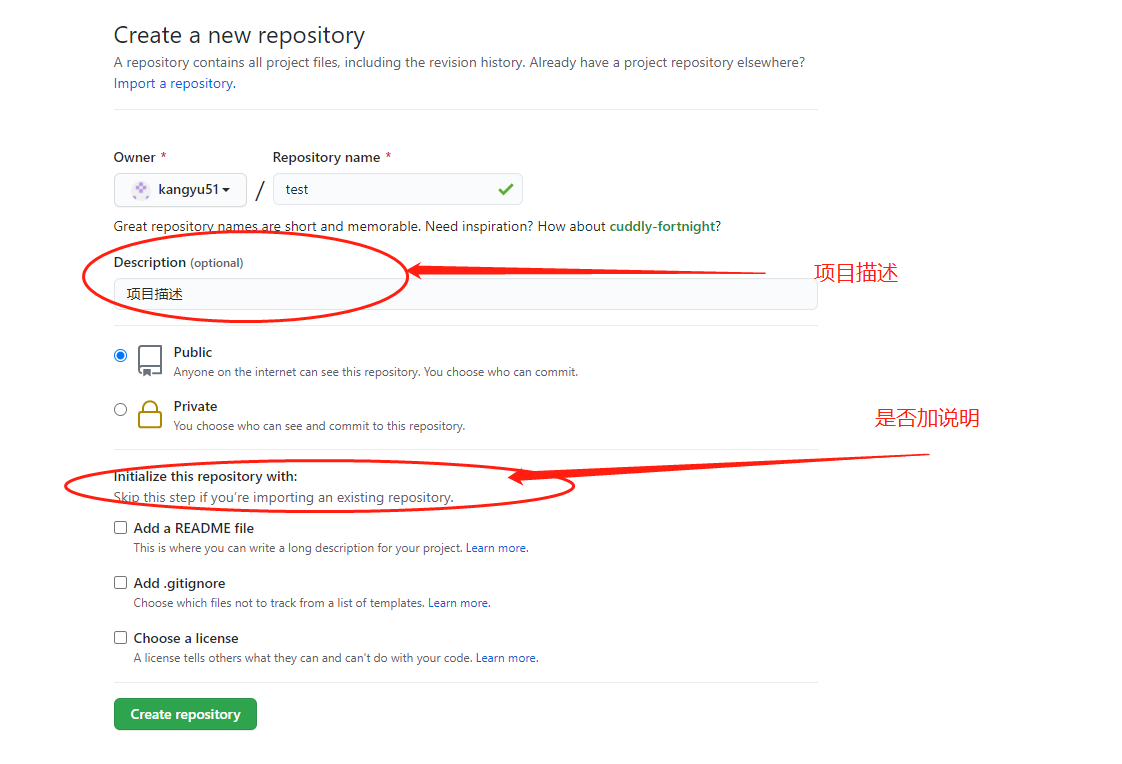 Create a new repository
A repository contains all project files, including the revision history. Already have a project repository elsewhere?
Import a repository.
Owner *
Repository name *
kangyu51
/
test
Great repository names are short and memorable. Need inspiration? How about cuddly-fortnight?
Description (optional)
项目描述
项目描述
Public
Anyone on the internet can see this repository. You choose who can commit.
Private
You choose who can see and commit to this repository.
是否加说明
Initialize this repository with:
Skip this step if you're importing an existing repository.
Add a README file
This is where you can write a long description for your project. Learn more.
Add .gitignore
Choose which files not to track from a list of templates. Learn more.
Choose a license
A license tells others what they can and can't do with your code. Learn more.
Create repository